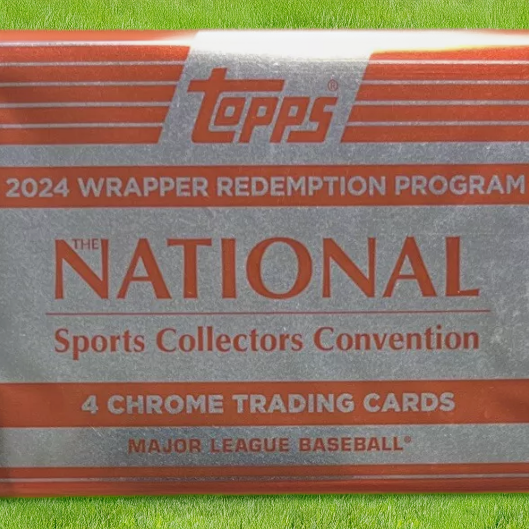 Topps®
2024 WRAPPER REDEMPTION PROGRAM
THE NATIONAL
Sports Collectors Convention
4 CHROME TRADING CARDS
MAJOR LEAGUE BASEBALL®